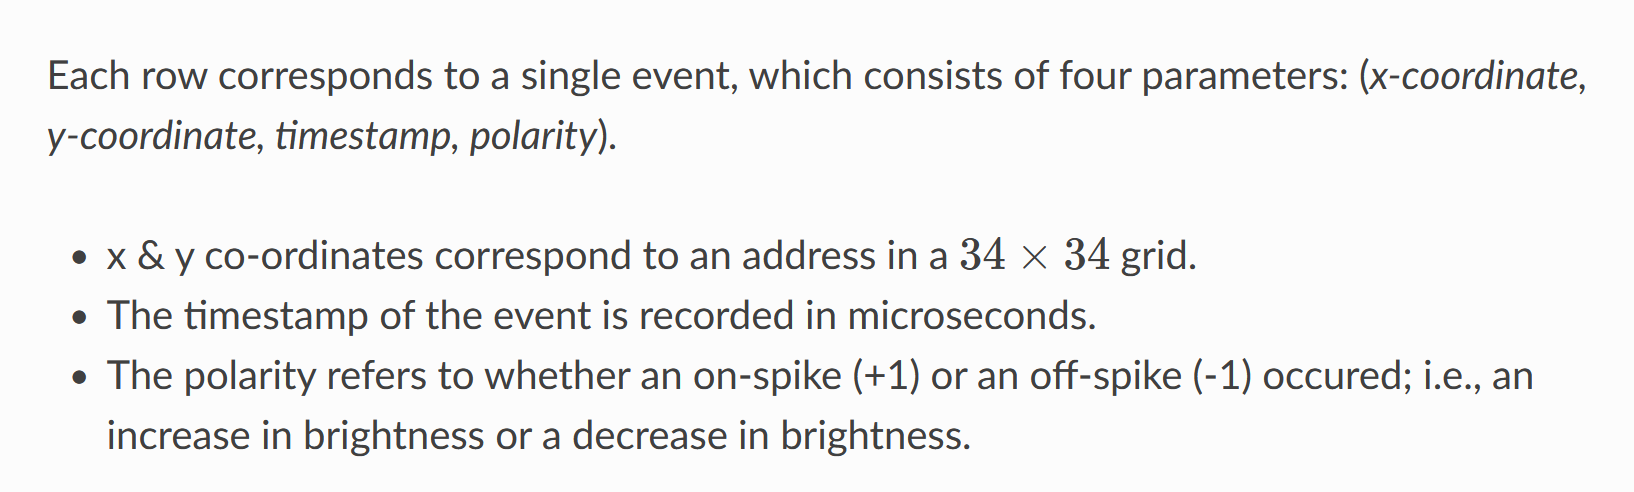 Each row corresponds to a single event, which consists of four parameters: (x-coordinate,
y-coordinate, timestamp, polarity).
• x & y co-ordinates correspond to an address in a 34 × 34 grid.
• The timestamp of the event is recorded in microseconds.
• The polarity refers to whether an on-spike (+1) or an off-spike (-1) occured; i.e., an
increase in brightness or a decrease in brightness.